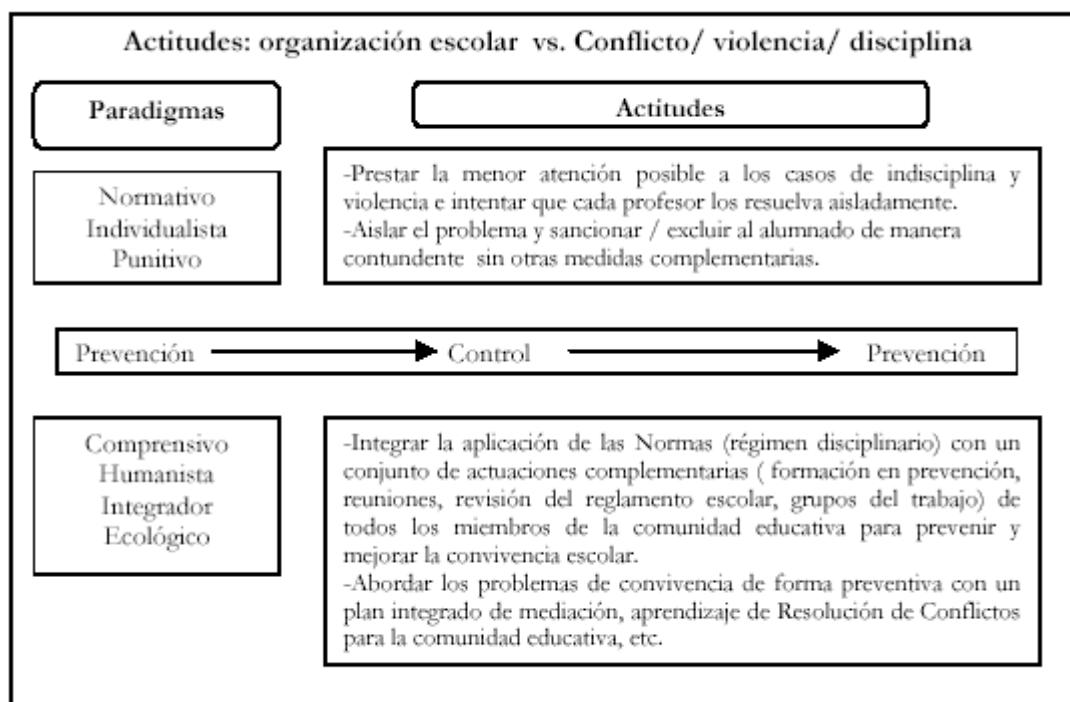 Actitudes: organización escolar vs. Conflicto/ violencia/ disciplina
Paradigmas
Actitudes
Normativo
Individualista
Punitivo
-Prestar la menor atención posible a los casos de indisciplina y
violencia e intentar que cada profesor los resuelva aisladamente.
-Aislar el problema y sancionar / excluir al alumnado de manera
contundente sin otras medidas complementarias.
Prevención Control Prevención
Comprensivo
Humanista
Integrador
Ecológico
-Integrar la aplicación de las Normas (régimen disciplinario) con un
conjunto de actuaciones complementarias ( formación en prevención,
reuniones, revisión del reglamento escolar, grupos del trabajo) de
todos los miembros de la comunidad educativa para prevenir y
mejorar la convivencia escolar.
-Abordar los problemas de convivencia de forma preventiva con un
plan integrado de mediación, aprendizaje de Resolución de Conflictos
para la comunidad educativa, etc.